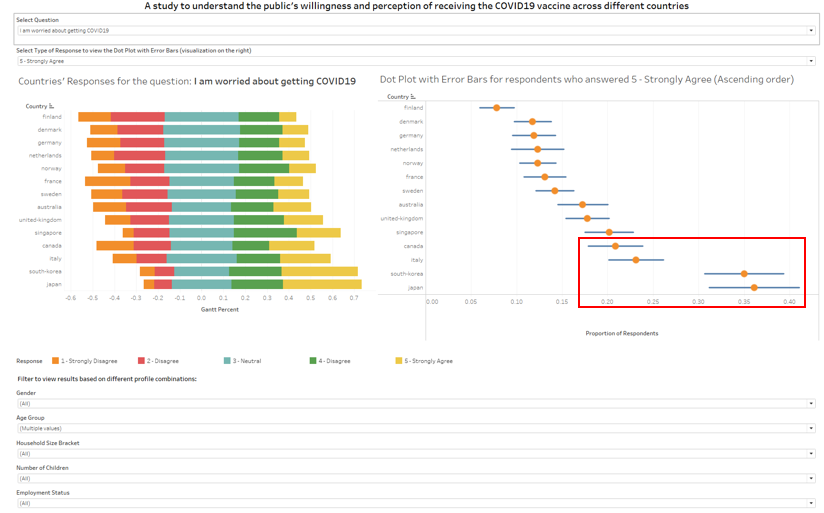 A study to understand the public's willingness and perception of receiving the COVID19 vaccine across different countries
Select Question
I am worried about getting COVID19
Select Type of Response to view the Dot Plot with Error Bars (visualization on the right)
5 - Strongly Agree
Countries' Responses for the question: I am worried about getting COVID19
Country
finland
denmark
germany
netherlands
norway
france
sweden
australia
united-kingdom
singapore
canada
italy
south-korea
japan
-0.6 -0.5 -0.4 -0.3 -0.2 -0.1 0.0 0.1 0.2 0.3 0.4 0.5 0.6 0.7
Gantt Percent
Dot Plot with Error Bars for respondents who answered 5 - Strongly Agree (Ascending order)
Country
finland
denmark
germany
netherlands
norway
france
sweden
australia
united-kingdom
singapore
canada
italy
south-korea
japan
0.00 0.05 0.10 0.15 0.20 0.25 0.30 0.35 0.40
Proportion of Respondents
Response 1 - Strongly Disagree 2 - Disagree 3 - Neutral 4 - Disagree 5 - Strongly Agree
Filter to view results based on different profile combinations:
Gender
(All)
Age Group
(Multiple values)
Household Size Bracket
(All)
Number of Children
(All)
Employment Status
(All)